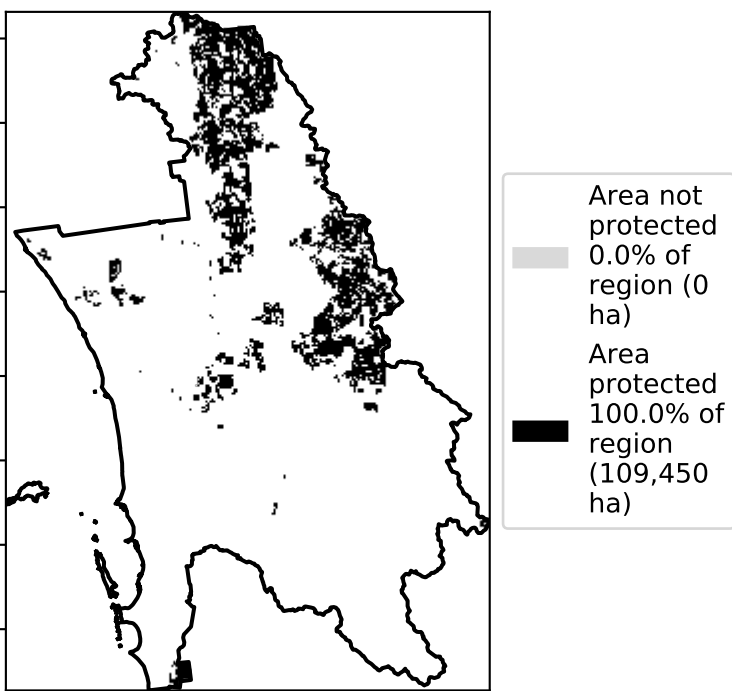 Area not
protected
0.0% of
region (0
ha)
Area
protected
100.0% of
region
(109,450
ha)